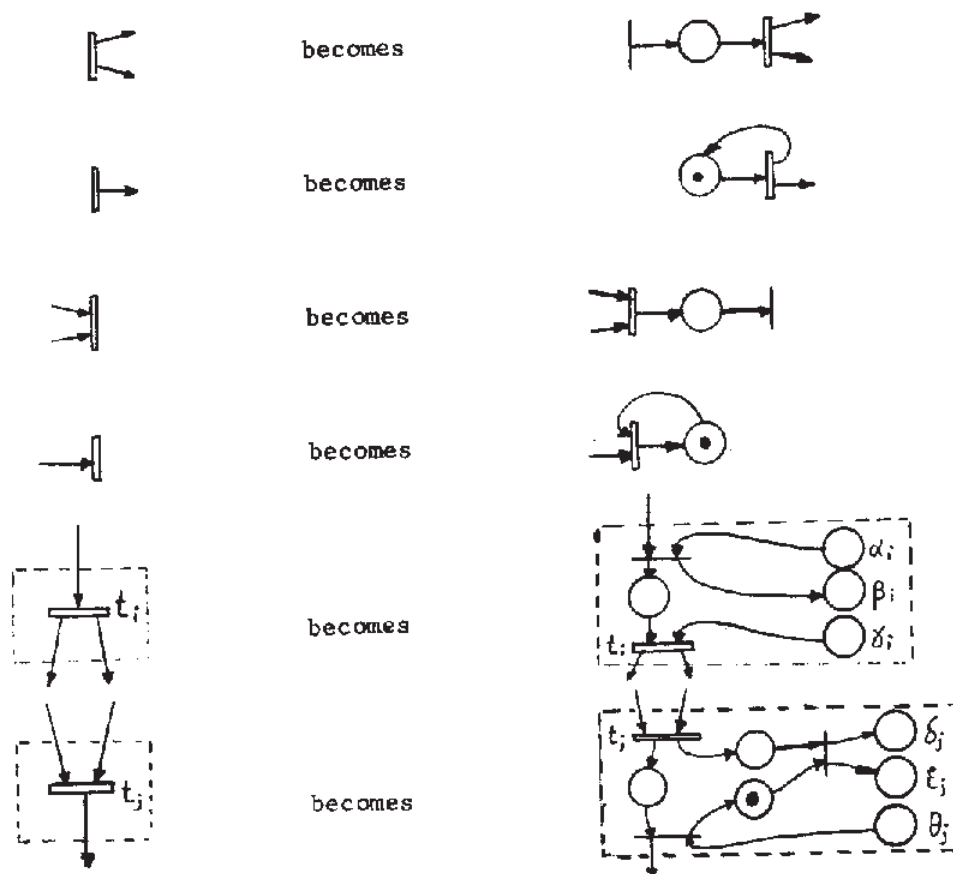 becomes
becomes
becomes
becomes
αᵢ
tᵢ
βᵢ
becomes
tᵢ
γᵢ
tⱼ
δⱼ
εⱼ
tⱼ
becomes
θⱼ